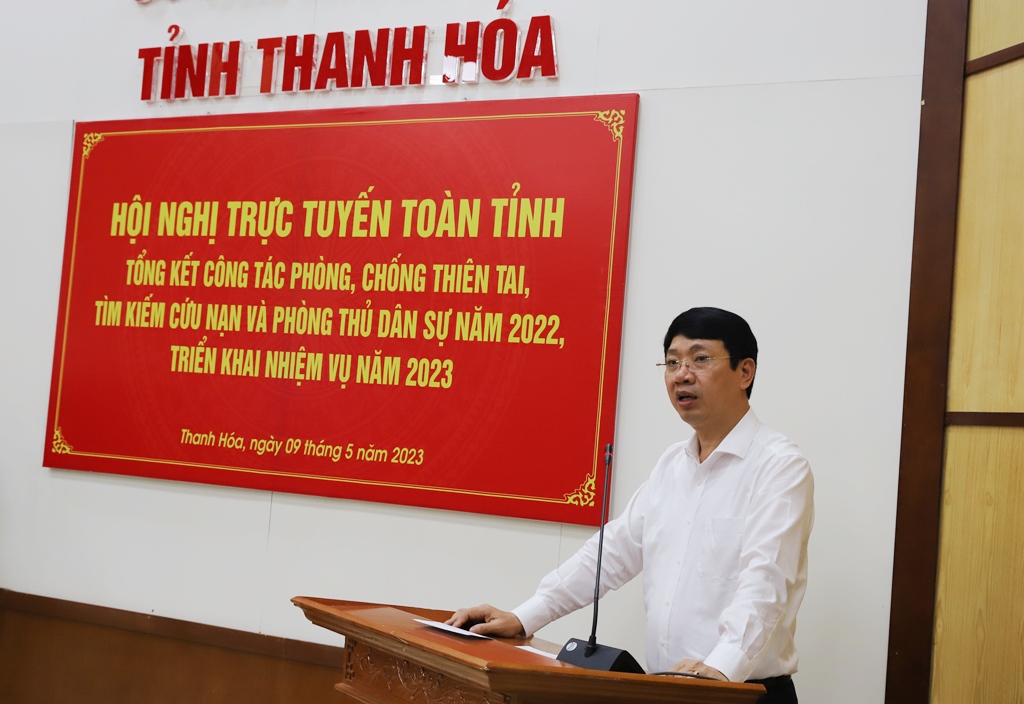 TỈNH THANH HÓA
HỘI NGHỊ TRỰC TUYẾN TOÀN TỈNH
TỔNG KẾT CÔNG TÁC PHÒNG, CHỐNG THIÊN TAI,
TÌM KIẾM CỨU NẠN VÀ PHÒNG THỦ DÂN SỰ NĂM 2022,
TRIỂN KHAI NHIỆM VỤ NĂM 2023
Thanh Hóa, ngày 09 tháng 5 năm 2023